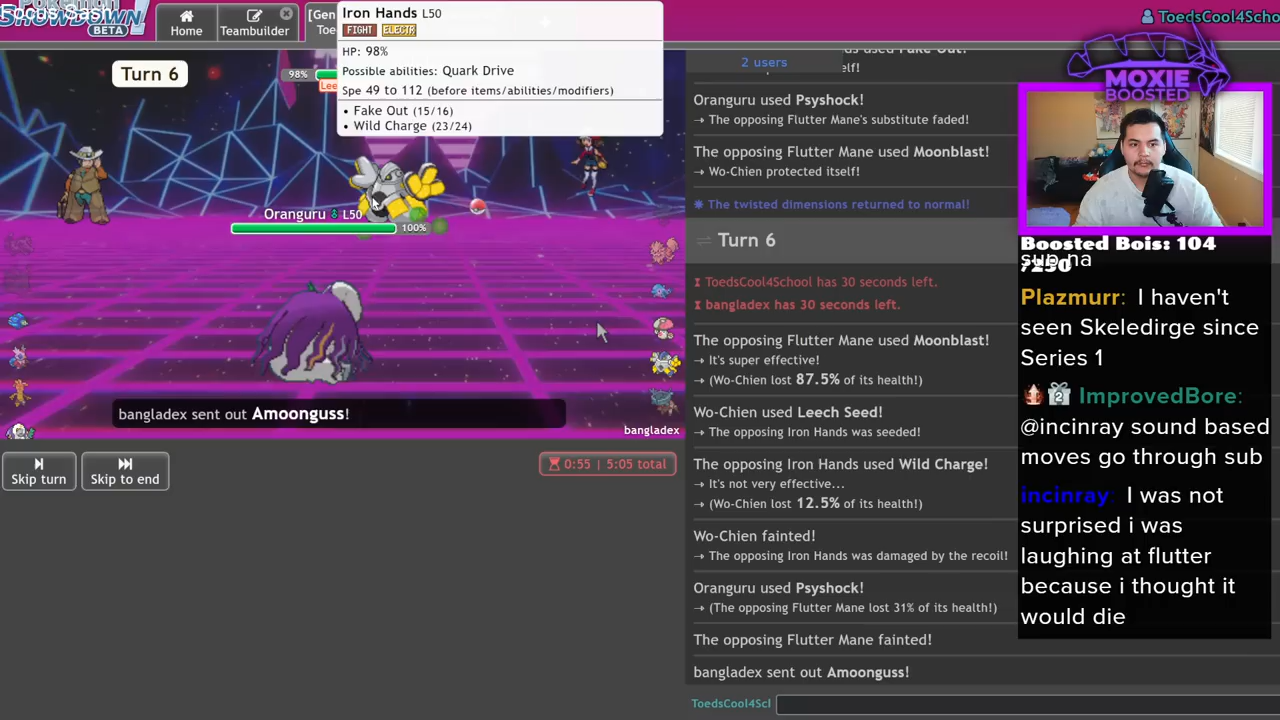 Focus Sash
SHOWDOWN!
BETA
Home
Teambuilder
[Gen
Toe
ToedsCool4Scho
Iron Hands L50
FIGHT ELECTR
HP: 98%
Possible abilities: Quark Drive
Spe 49 to 112 (before items/abilities/modifiers)
• Fake Out (15/16)
• Wild Charge (23/24)
Turn 6
98%
Lee
Oranguru L50
100%
bangladex sent out Amoonguss!
bangladex
Skip turn
Skip to end
0:55 | 5:05 total
2 users
Oranguru used Psyshock!
→ The opposing Flutter Mane's substitute faded!
The opposing Flutter Mane used Moonblast!
→ Wo-Chien protected itself!
The twisted dimensions returned to normal!
Turn 6
ToedsCool4School has 30 seconds left.
bangladex has 30 seconds left.
The opposing Flutter Mane used Moonblast!
→ It's super effective!
→ (Wo-Chien lost 87.5% of its health!)
Wo-Chien used Leech Seed!
→ The opposing Iron Hands was seeded!
The opposing Iron Hands used Wild Charge!
→ It's not very effective...
→ (Wo-Chien lost 12.5% of its health!)
Wo-Chien fainted!
→ The opposing Iron Hands was damaged by the recoil!
Oranguru used Psyshock!
→ (The opposing Flutter Mane lost 31% of its health!)
The opposing Flutter Mane fainted!
bangladex sent out Amoonguss!
ToedsCool4Scl
MOXIE
BOOSTED
Boosted Bois: 104
/250
Plazmurr: I haven't
seen Skeledirge since
Series 1
2 ImprovedBore:
@incinray sound based
moves go through sub
incinray: I was not
surprised i was
laughing at flutter
because i thought it
would die